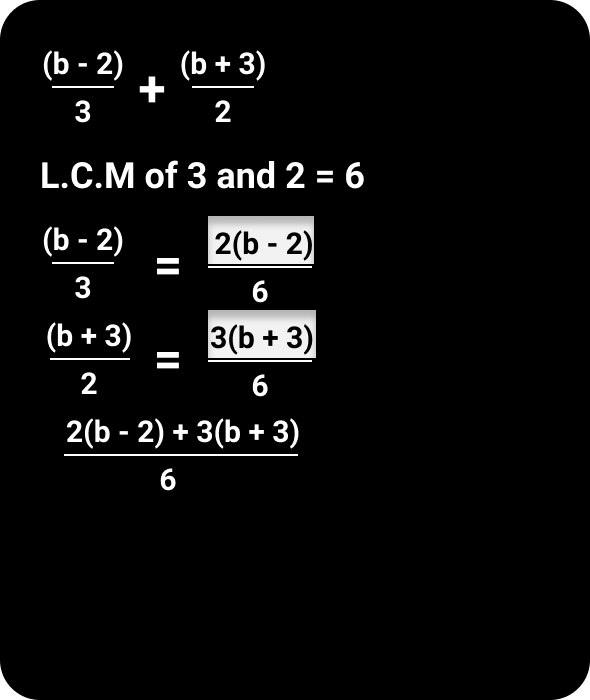 (b - 2)/3 + (b + 3)/2
L.C.M of 3 and 2 = 6
(b - 2)/3 = 2(b - 2)/6
(b + 3)/2 = 3(b + 3)/6
2(b - 2) + 3(b + 3)/6